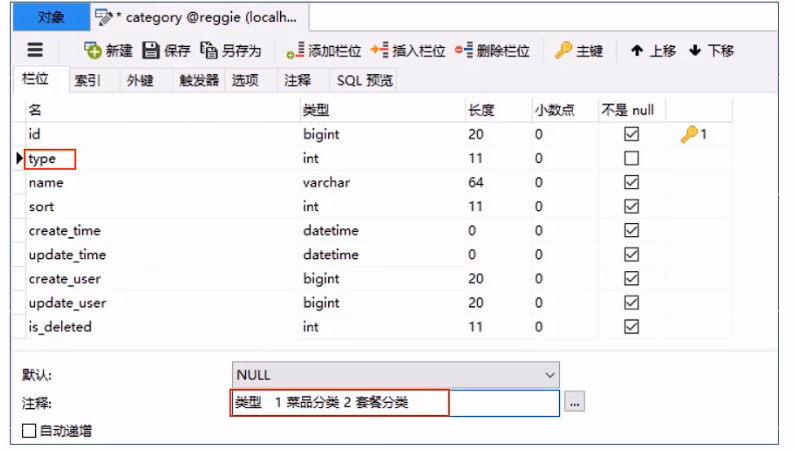 对象 * category @reggie (localh...
新建 保存 另存为 添加栏位 插入栏位 删除栏位 主键 上移 下移
栏位 索引 外键 触发器 选项 注释 SQL 预览
名 类型 长度 小数点 不是 null
id bigint 20 0 1
type int 11 0
name varchar 64 0
sort int 11 0
create_time datetime 0 0
update_time datetime 0 0
create_user bigint 20 0
update_user bigint 20 0
is_deleted int 11 0
默认: NULL
注释: 类型 1 菜品分类 2 套餐分类 ...
自动递增